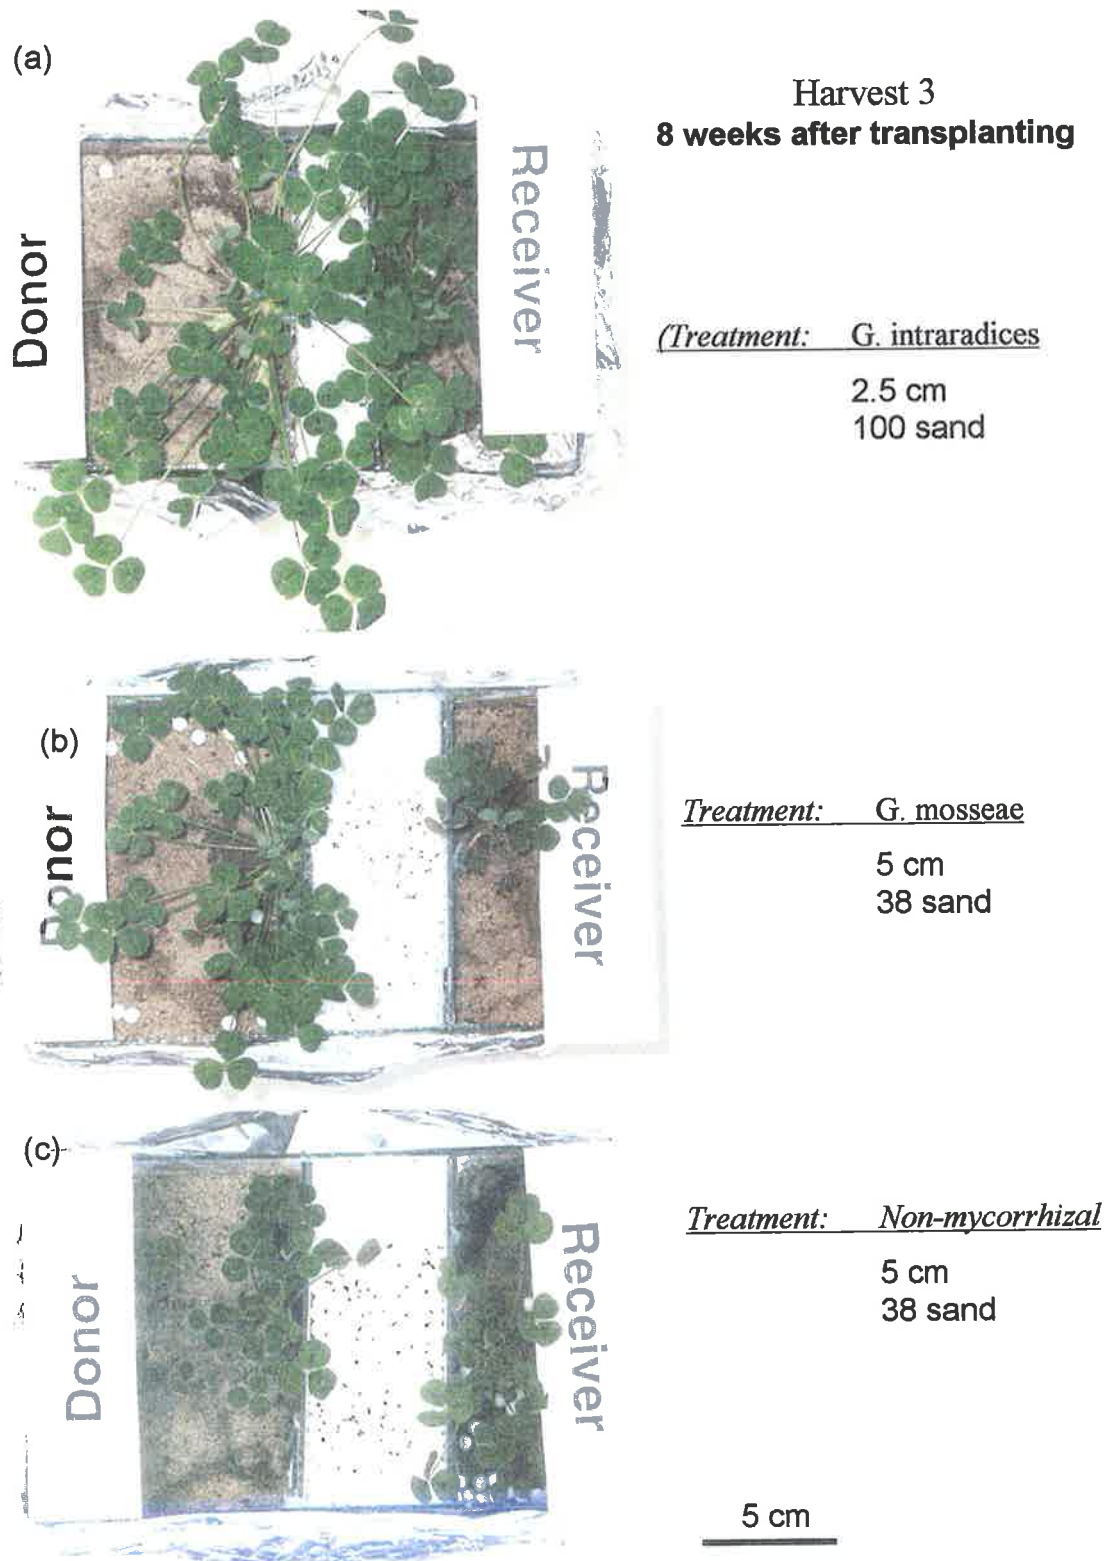 (a)
Harvest 3
8 weeks after transplanting
Donor
Receiver
(Treatment: G. intraradices
2.5 cm
100 sand
(b)
Donor
Receiver
Treatment: G. mosseae
5 cm
38 sand
(c)
Donor
Receiver
Treatment: Non-mycorrhizal
5 cm
38 sand
5 cm